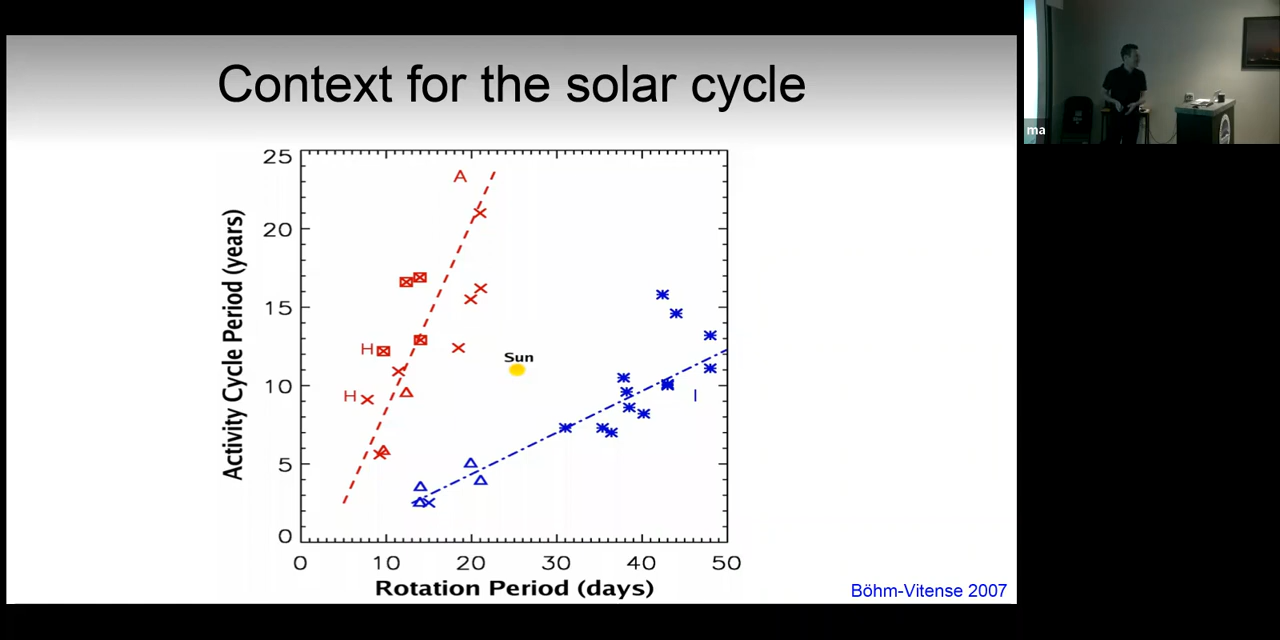 Context for the solar cycle
ma
25
20
15
10
5
0
Activity Cycle Period (years)
A
H
H
Sun
I
0 10 20 30 40 50
Rotation Period (days)
Böhm-Vitense 2007